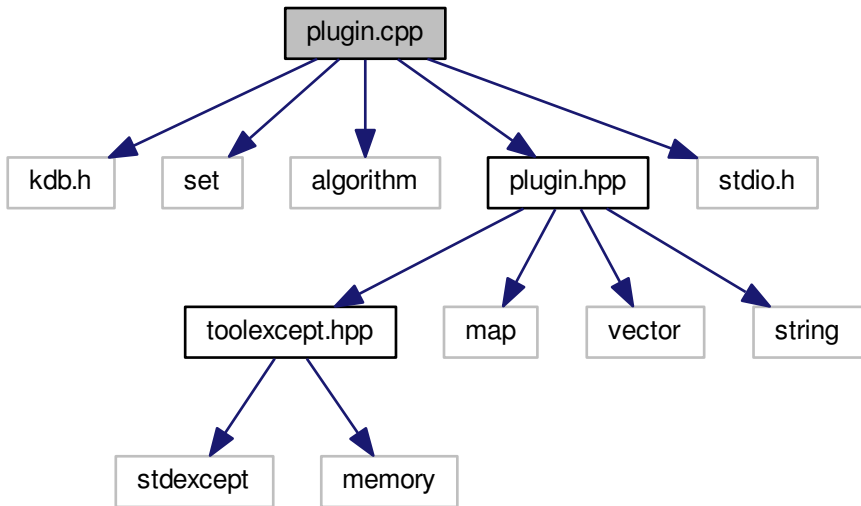 plugin.cpp
kdb.h
set
algorithm
plugin.hpp
stdio.h
toolexcept.hpp
map
vector
string
stdexcept
memory